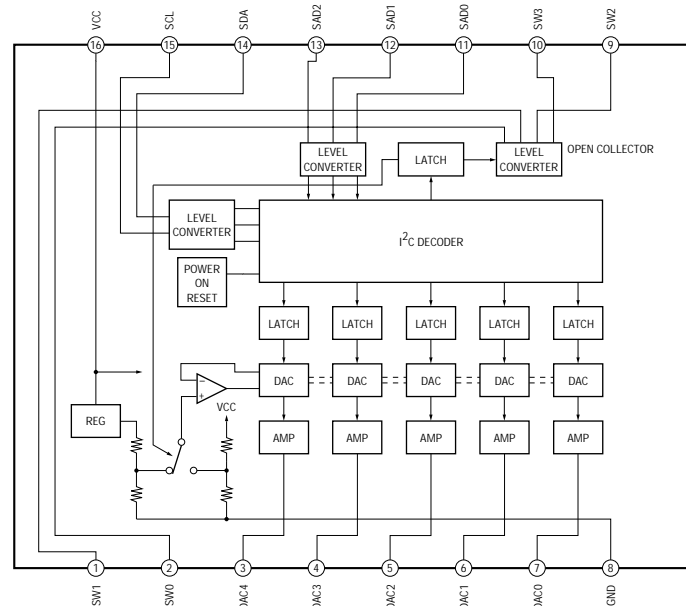 VCC
SCL
SDA
SAD2
SAD1
SAD0
SW3
SW2
16
15
14
13
12
11
10
9
LEVEL
CONVERTER
LATCH
LEVEL
CONVERTER
OPEN COLLECTOR
LEVEL
CONVERTER
I2C DECODER
POWER
ON
RESET
LATCH
LATCH
LATCH
LATCH
LATCH
DAC
DAC
DAC
DAC
DAC
−
+
VCC
REG
AMP
AMP
AMP
AMP
AMP
1
2
3
4
5
6
7
8
SW1
SW0
DAC4
DAC3
DAC2
DAC1
DAC0
GND